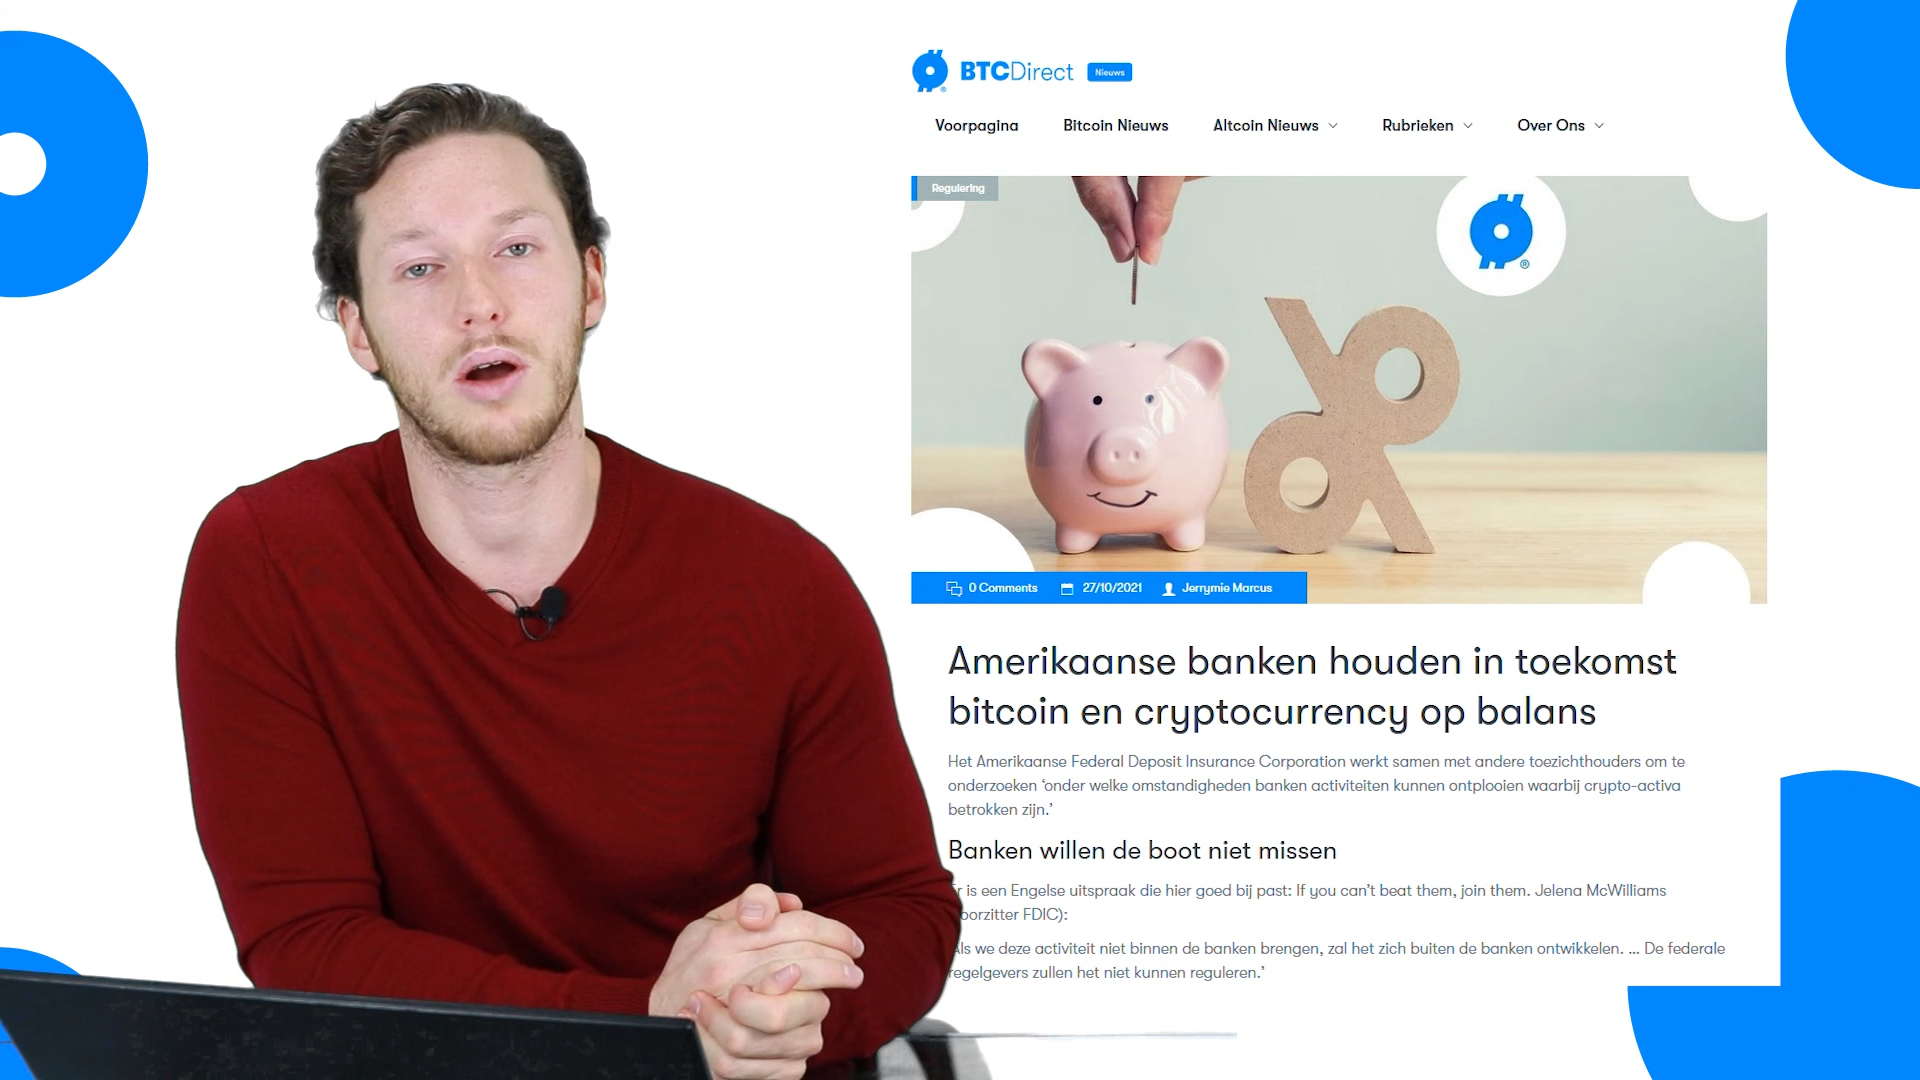 BTCDirect Nieuws
Voorpagina Bitcoin Nieuws Altcoin Nieuws Rubrieken Over Ons
Regulering
0 Comments 27/10/2021 Jerrymie Marcus
Amerikaanse banken houden in toekomst
bitcoin en cryptocurrency op balans
Het Amerikaanse Federal Deposit Insurance Corporation werkt samen met andere toezichthouders om te
onderzoeken ‘onder welke omstandigheden banken activiteiten kunnen ontplooien waarbij crypto-activa
betrokken zijn.’
Banken willen de boot niet missen
r is een Engelse uitspraak die hier goed bij past: If you can’t beat them, join them. Jelena McWilliams
oorzitter FDIC):
Als we deze activiteit niet binnen de banken brengen, zal het zich buiten de banken ontwikkelen. ... De federale
regelgevers zullen het niet kunnen reguleren.’